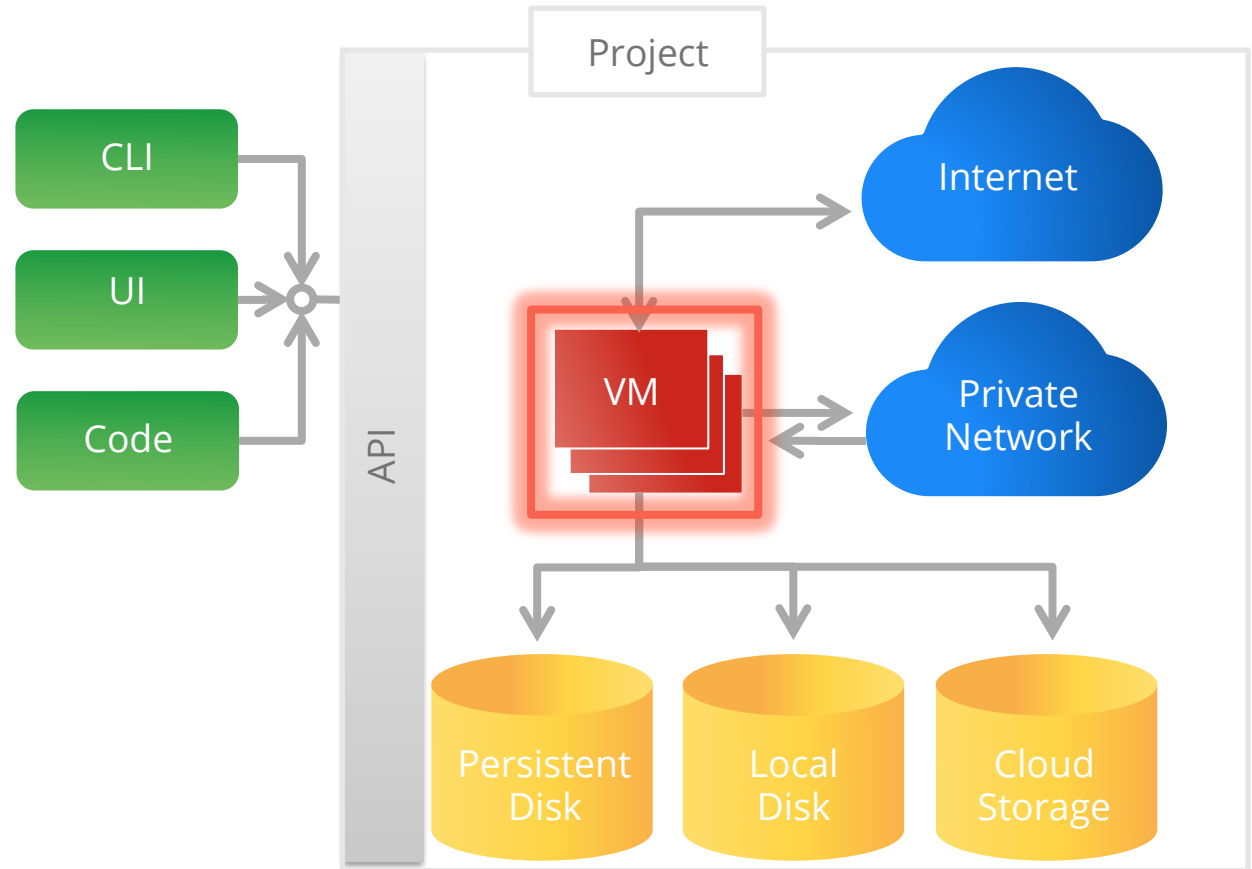 Project
CLI
UI
Code
API
Internet
VM
Private
Network
Persistent
Disk
Local
Disk
Cloud
Storage